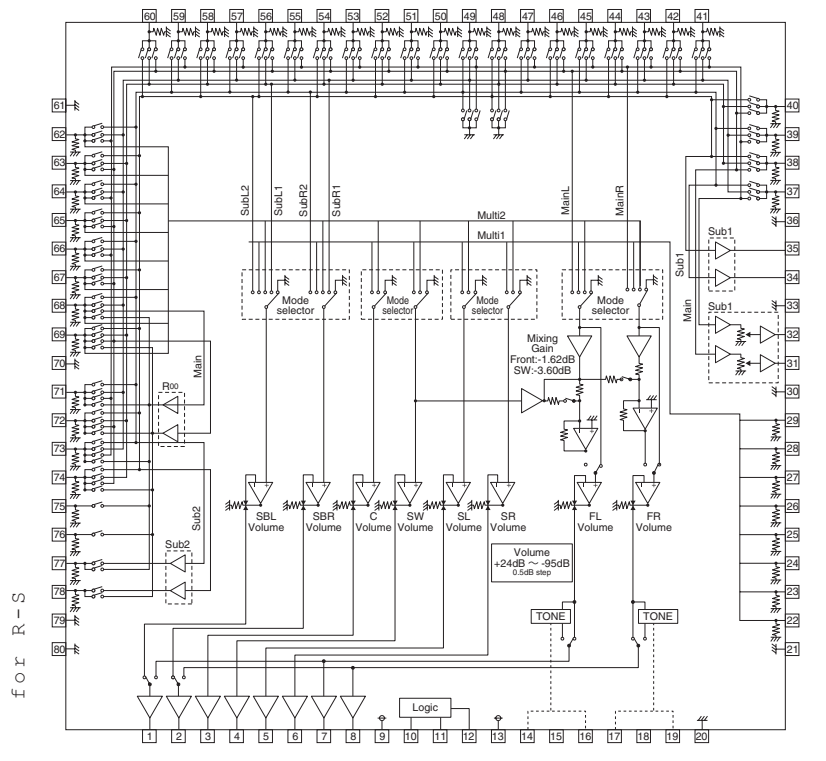 60 59 58 57 56 55 54 53 52 51 50 49 48 47 46 45 44 43 42 41
61
62
63
64
65
66
67
68
69
70
71
72
73
74
75
76
77
78
79
80
40
39
38
37
36
35
34
33
32
31
30
29
28
27
26
25
24
23
22
21
SubL2
SubL1
SubR2
SubR1
MainL
MainR
Multi2
Multi1
Sub1
Sub1
Main
Sub1
Mode
selector
Mode
selector
Mode
selector
Mode
selector
Mixing
Gain
Front:-1.62dB
SW:-3.60dB
Main
R00
Sub2
Sub2
SBL
Volume
SBR
Volume
C
Volume
SW
Volume
SL
Volume
SR
Volume
FL
Volume
FR
Volume
Volume
+24dB ～ -95dB
0.5dB step
TONE
TONE
Logic
for R-S
1 2 3 4 5 6 7 8 9 10 11 12 13 14 15 16 17 18 19 20